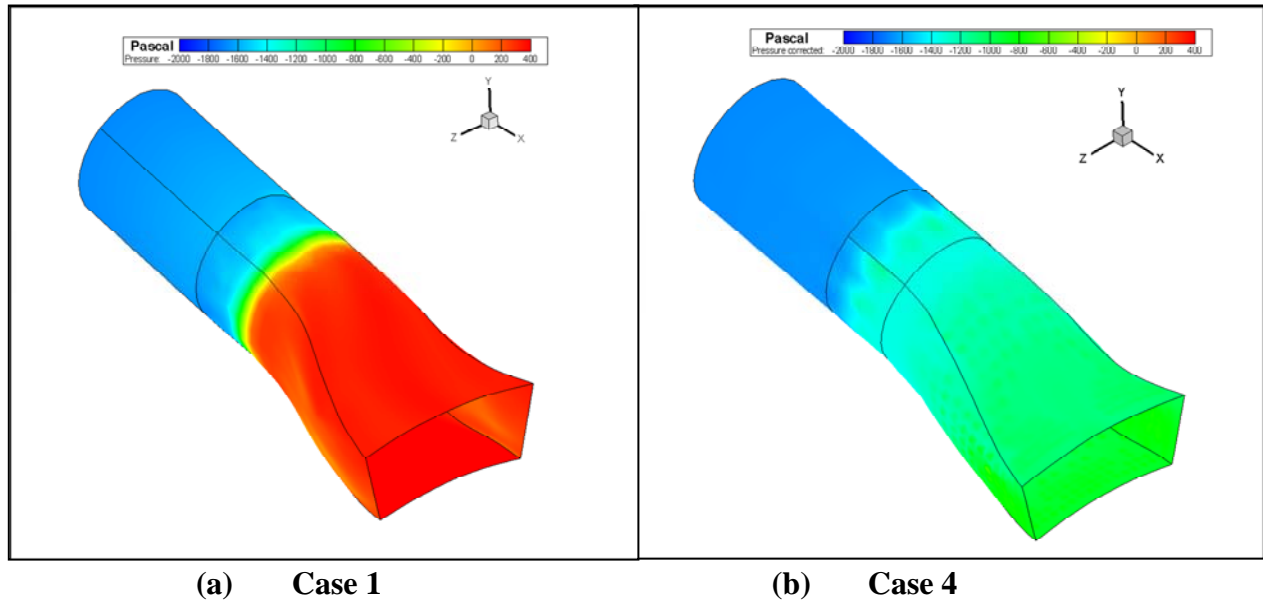 Pascal
Pressure: -2000 -1800 -1600 -1400 -1200 -1000 -800 -600 -400 -200 0 200 400
Y
Z
X
Pascal
Pressure corrected: -2000 -1800 -1600 -1400 -1200 -1000 -800 -600 -400 -200 0 200 400
Y
Z
X
(a) Case 1
(b) Case 4